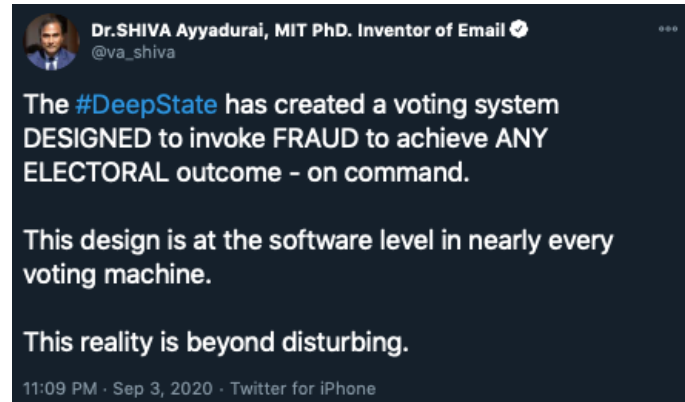 Dr.SHIVA Ayyadurai, MIT PhD. Inventor of Email
@va_shiva
The #DeepState has created a voting system
DESIGNED to invoke FRAUD to achieve ANY
ELECTORAL outcome - on command.
This design is at the software level in nearly every
voting machine.
This reality is beyond disturbing.
11:09 PM · Sep 3, 2020 · Twitter for iPhone